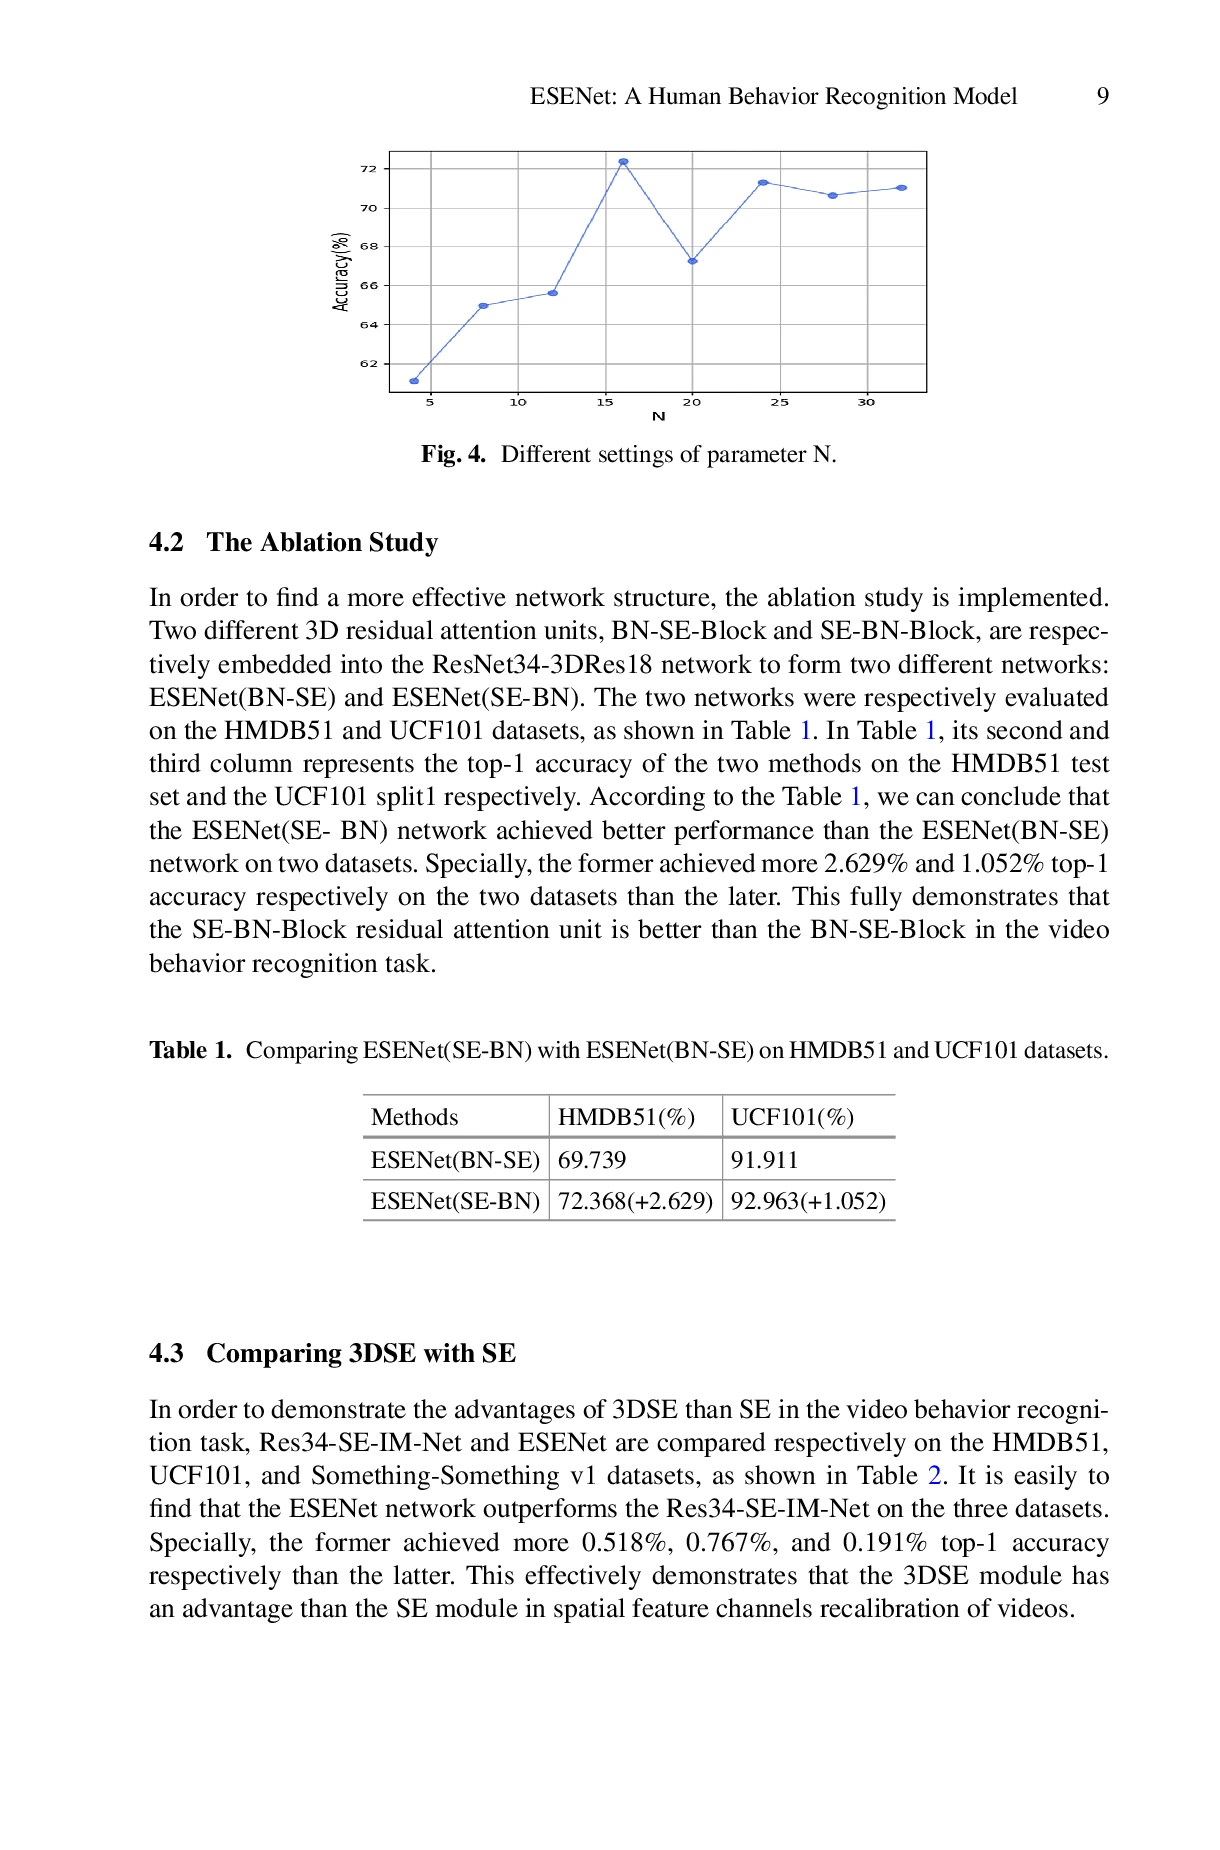 ESENet: A Human Behavior Recognition Model 9
72
70
68
66
64
62
Accuracy(%)
5 10 15 20 25 30
N
Fig. 4. Different settings of parameter N.
4.2 The Ablation Study
In order to find a more effective network structure, the ablation study is implemented.
Two different 3D residual attention units, BN-SE-Block and SE-BN-Block, are respec-
tively embedded into the ResNet34-3DRes18 network to form two different networks:
ESENet(BN-SE) and ESENet(SE-BN). The two networks were respectively evaluated
on the HMDB51 and UCF101 datasets, as shown in Table 1. In Table 1, its second and
third column represents the top-1 accuracy of the two methods on the HMDB51 test
set and the UCF101 split1 respectively. According to the Table 1, we can conclude that
the ESENet(SE- BN) network achieved better performance than the ESENet(BN-SE)
network on two datasets. Specially, the former achieved more 2.629% and 1.052% top-1
accuracy respectively on the two datasets than the later. This fully demonstrates that
the SE-BN-Block residual attention unit is better than the BN-SE-Block in the video
behavior recognition task.
Table 1. Comparing ESENet(SE-BN) with ESENet(BN-SE) on HMDB51 and UCF101 datasets.
Methods HMDB51(%) UCF101(%)
ESENet(BN-SE) 69.739 91.911
ESENet(SE-BN) 72.368(+2.629) 92.963(+1.052)
4.3 Comparing 3DSE with SE
In order to demonstrate the advantages of 3DSE than SE in the video behavior recogni-
tion task, Res34-SE-IM-Net and ESENet are compared respectively on the HMDB51,
UCF101, and Something-Something v1 datasets, as shown in Table 2. It is easily to
find that the ESENet network outperforms the Res34-SE-IM-Net on the three datasets.
Specially, the former achieved more 0.518%, 0.767%, and 0.191% top-1 accuracy
respectively than the latter. This effectively demonstrates that the 3DSE module has
an advantage than the SE module in spatial feature channels recalibration of videos.